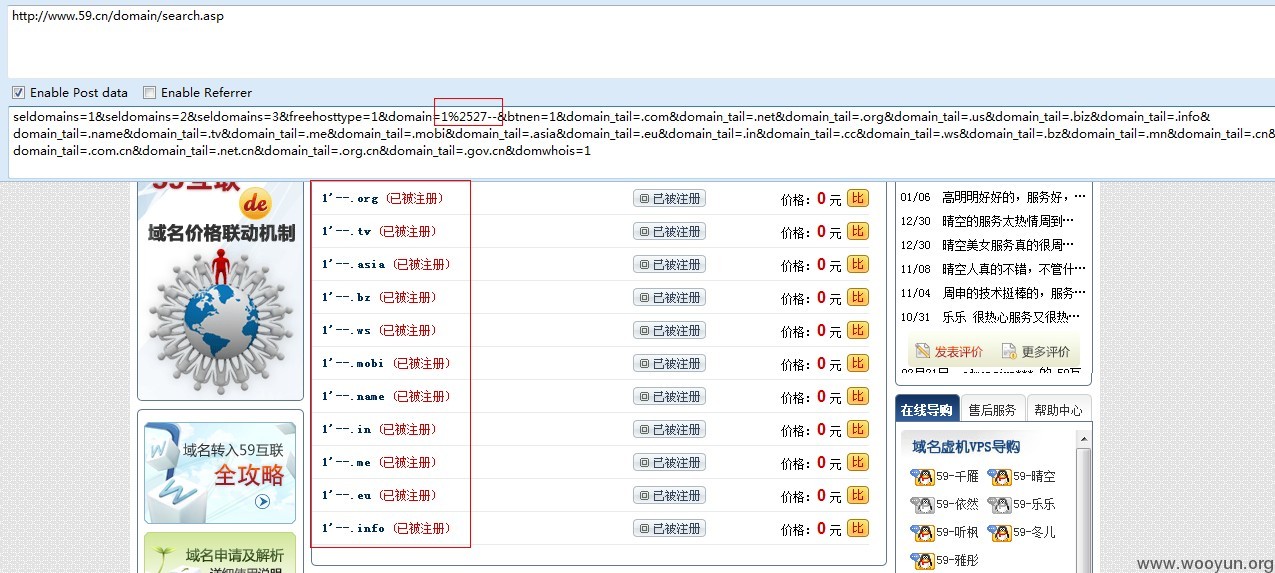 http://www.59.cn/domain/search.asp
Enable Post data
Enable Referrer
seldomains=1&seldomains=2&seldomains=3&freehosttype=1&domain=1%2527--&btnen=1&domain_tail=.com&domain_tail=.net&domain_tail=.org&domain_tail=.us&domain_tail=.biz&domain_tail=.info&
domain_tail=.name&domain_tail=.tv&domain_tail=.me&domain_tail=.mobi&domain_tail=.asia&domain_tail=.eu&domain_tail=.in&domain_tail=.cc&domain_tail=.ws&domain_tail=.bz&domain_tail=.mn&domain_tail=.cn&
domain_tail=.com.cn&domain_tail=.net.cn&domain_tail=.org.cn&domain_tail=.gov.cn&domwhois=1
59互联
de
域名价格联动机制
域名转入59互联
全攻略
域名申请及解析
详细使用说明
1'--.org (已被注册) 已被注册 价格: 0 元 比
1'--.tv (已被注册) 已被注册 价格: 0 元 比
1'--.asia (已被注册) 已被注册 价格: 0 元 比
1'--.bz (已被注册) 已被注册 价格: 0 元 比
1'--.ws (已被注册) 已被注册 价格: 0 元 比
1'--.mobi (已被注册) 已被注册 价格: 0 元 比
1'--.name (已被注册) 已被注册 价格: 0 元 比
1'--.in (已被注册) 已被注册 价格: 0 元 比
1'--.me (已被注册) 已被注册 价格: 0 元 比
1'--.eu (已被注册) 已被注册 价格: 0 元 比
1'--.info (已被注册) 已被注册 价格: 0 元 比
01/06 高明明好好的，服务好，…
12/30 晴空的服务太热情周到…
12/30 晴空美女服务真的很周…
11/08 晴空人真的不错，不管什…
11/04 周申的技术挺棒的，服务…
10/31 乐乐 很热心服务又很热…
发表评价 更多评价
在线导购 售后服务 帮助中心
域名虚机VPS导购
59-千雁 59-晴空
59-依然 59-乐乐
59-听枫 59-冬儿
59-雅彤
www.wooyun.org